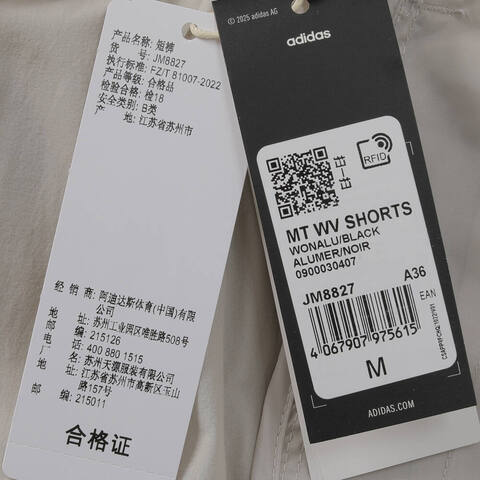 产品名称: 短裤
货 号: JM8827
执行标准: FZ/T 81007-2022
产品等级: 合格品
检验合格: 检18
安全类别: B类
产 地: 江苏省苏州市
经 销 商: 阿迪达斯体育(中国)有限
公司
地 址: 苏州工业园区唯胜路508号
邮 编: 215126
电 话: 400 880 1515
厂 名: 苏州天骠服装有限公司
地 址: 江苏省苏州市高新区玉山
路157号
邮 编: 215011
合格证
©2025 adidas AG
adidas
扫一扫
RFID
MT WV SHORTS
WONALU/BLACK
ALUMER/NOIR
0900030407
JM8827 A36
EAN
4 067907 975615
M
ADIDAS.COM